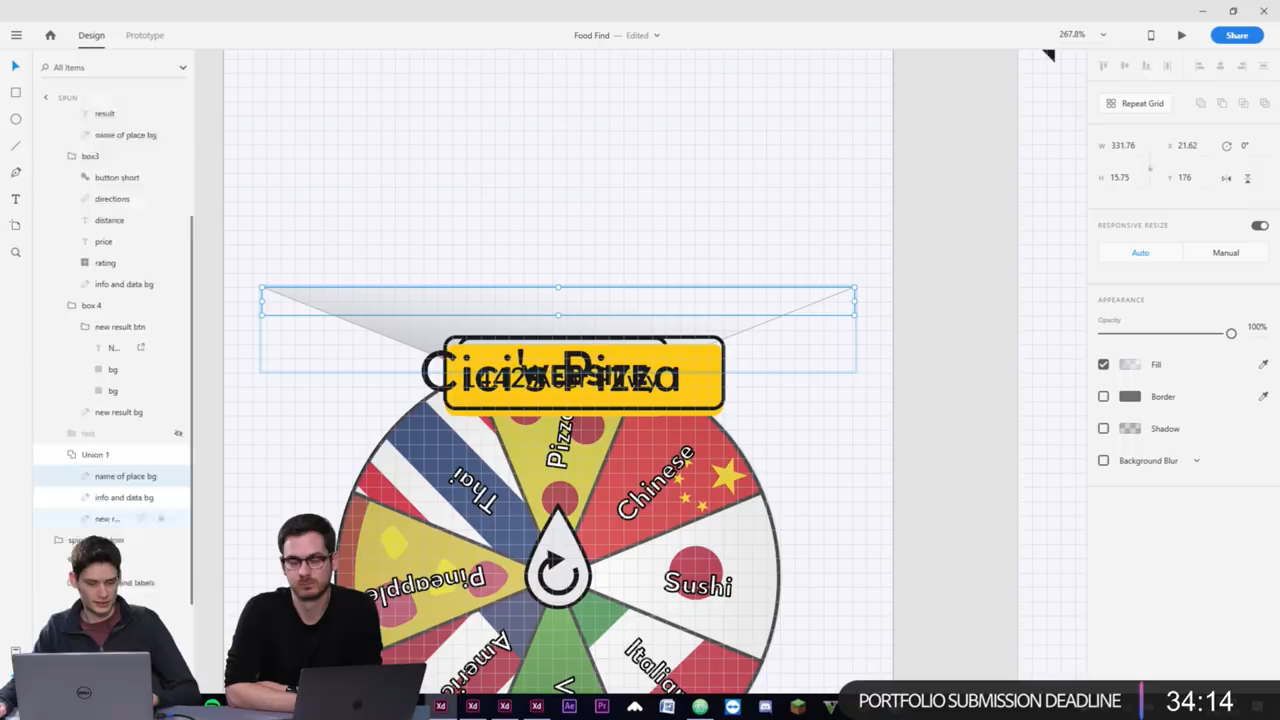 Design
Prototype
Food Find — Edited
267.8%
Share
All Items
SPUN
result
name of place bg
box3
button short
directions
distance
price
rating
info and data bg
box 4
new result btn
N...
bg
bg
new result bg
text
Union 1
name of place bg
info and data bg
new r...
Repeat Grid
W 331.76
X 21.62
0°
H 15.75
Y 176
RESPONSIVE RESIZE
Auto
Manual
APPEARANCE
Opacity
100%
Fill
Border
Shadow
Background Blur
Cici's Pizza
Pizza
Chinese
Thai
Sushi
Pineapple
PORTFOLIO SUBMISSION DEADLINE
34:14